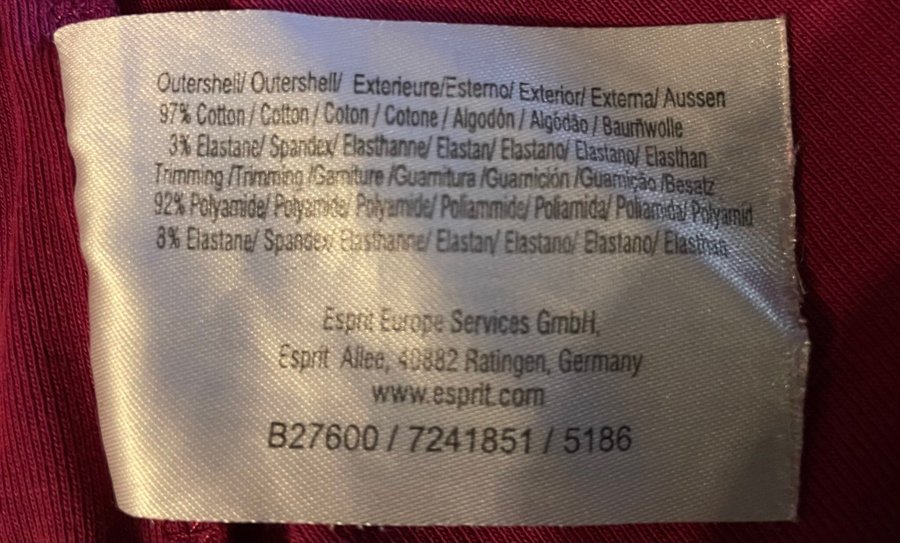 Outershell/ Outershell/ Exterieure/Esterno/ Exterior/ Externa/ Aussen
97% Cotton / Cotton / Coton / Cotone / Algodón / Algodão / Baumwolle
3% Elastane/ Spandex/ Elasthanne/ Elastan/ Elastano/ Elastano/ Elasthan
Trimming /Trimming /Garniture /Guarnitura /Guarnición /Guarnição /Besatz
92% Polyamide/ Polyamide/ Polyamide/ Poliammide/ Poliamida/ Poliamida/ Polyamid
8% Elastane/ Spandex/ Elasthanne/ Elastan/ Elastano/ Elastano/ Elasthan
Esprit Europe Services GmbH,
Esprit Allee, 40882 Ratingen, Germany
www.esprit.com
B27600 / 7241851 / 5186